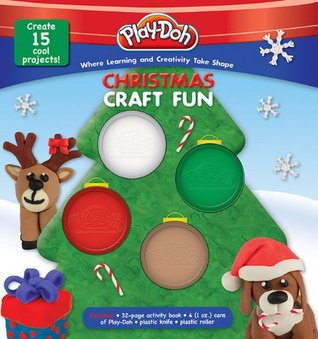 Create
15
cool
projects!
Play-Doh
Where Learning and Creativity Take Shape
CHRISTMAS
CRAFT FUN
Includes: • 32-page activity book • 4 (1 oz.) cans
of Play-Doh • plastic knife • plastic roller